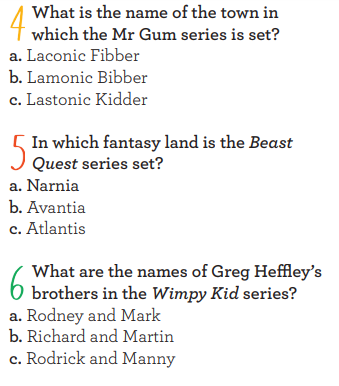 4 What is the name of the town in
which the Mr Gum series is set?
a. Laconic Fibber
b. Lamonic Bibber
c. Lastonic Kidder
5 In which fantasy land is the Beast
Quest series set?
a. Narnia
b. Avantia
c. Atlantis
6 What are the names of Greg Heffley's
brothers in the Wimpy Kid series?
a. Rodney and Mark
b. Richard and Martin
c. Rodrick and Manny